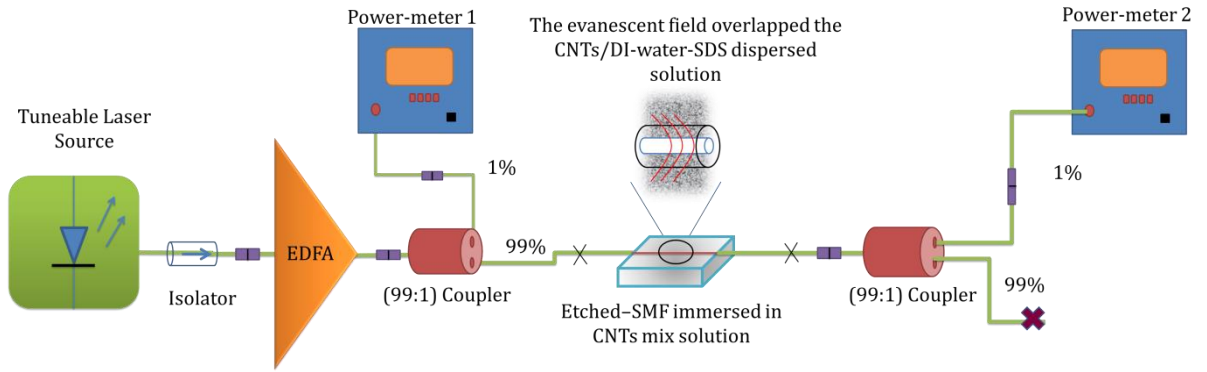 Power-meter 1
The evanescent field overlapped the
CNTs/DI-water-SDS dispersed
solution
Power-meter 2
Tuneable Laser
Source
1%
1%
EDFA
99%
99%
Isolator
(99:1) Coupler
Etched–SMF immersed in
CNTs mix solution
(99:1) Coupler